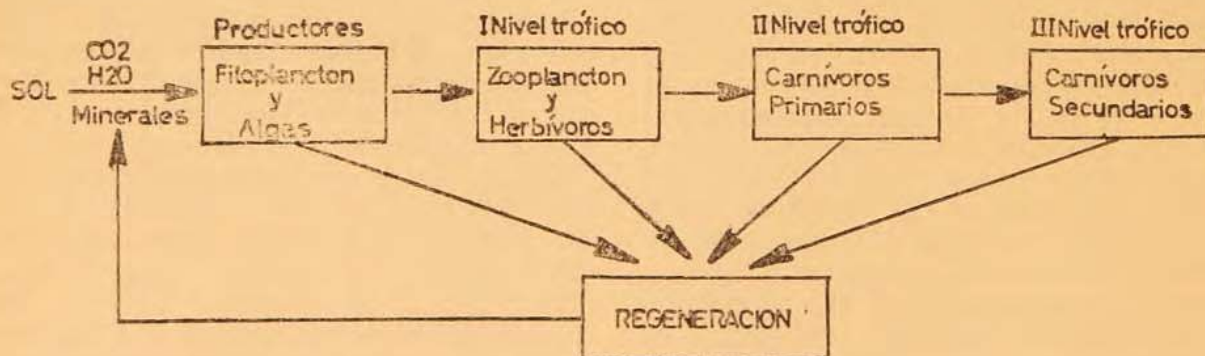 Productores
I Nivel trófico
II Nivel trófico
III Nivel trófico
CO2
H2O
SOL
Minerales
Fitoplancton
y
Algas
Zooplancton
y
Herbívoros
Carnívoros
Primarios
Carnívoros
Secundarios
REGENERACION